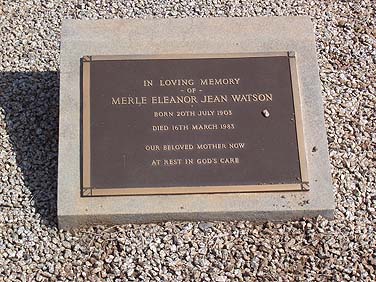 IN LOVING MEMORY
- OF -
MERLE ELEANOR JEAN WATSON
BORN 20TH JULY 1903
DIED 16TH MARCH 1983
OUR BELOVED MOTHER NOW
AT REST IN GOD'S CARE